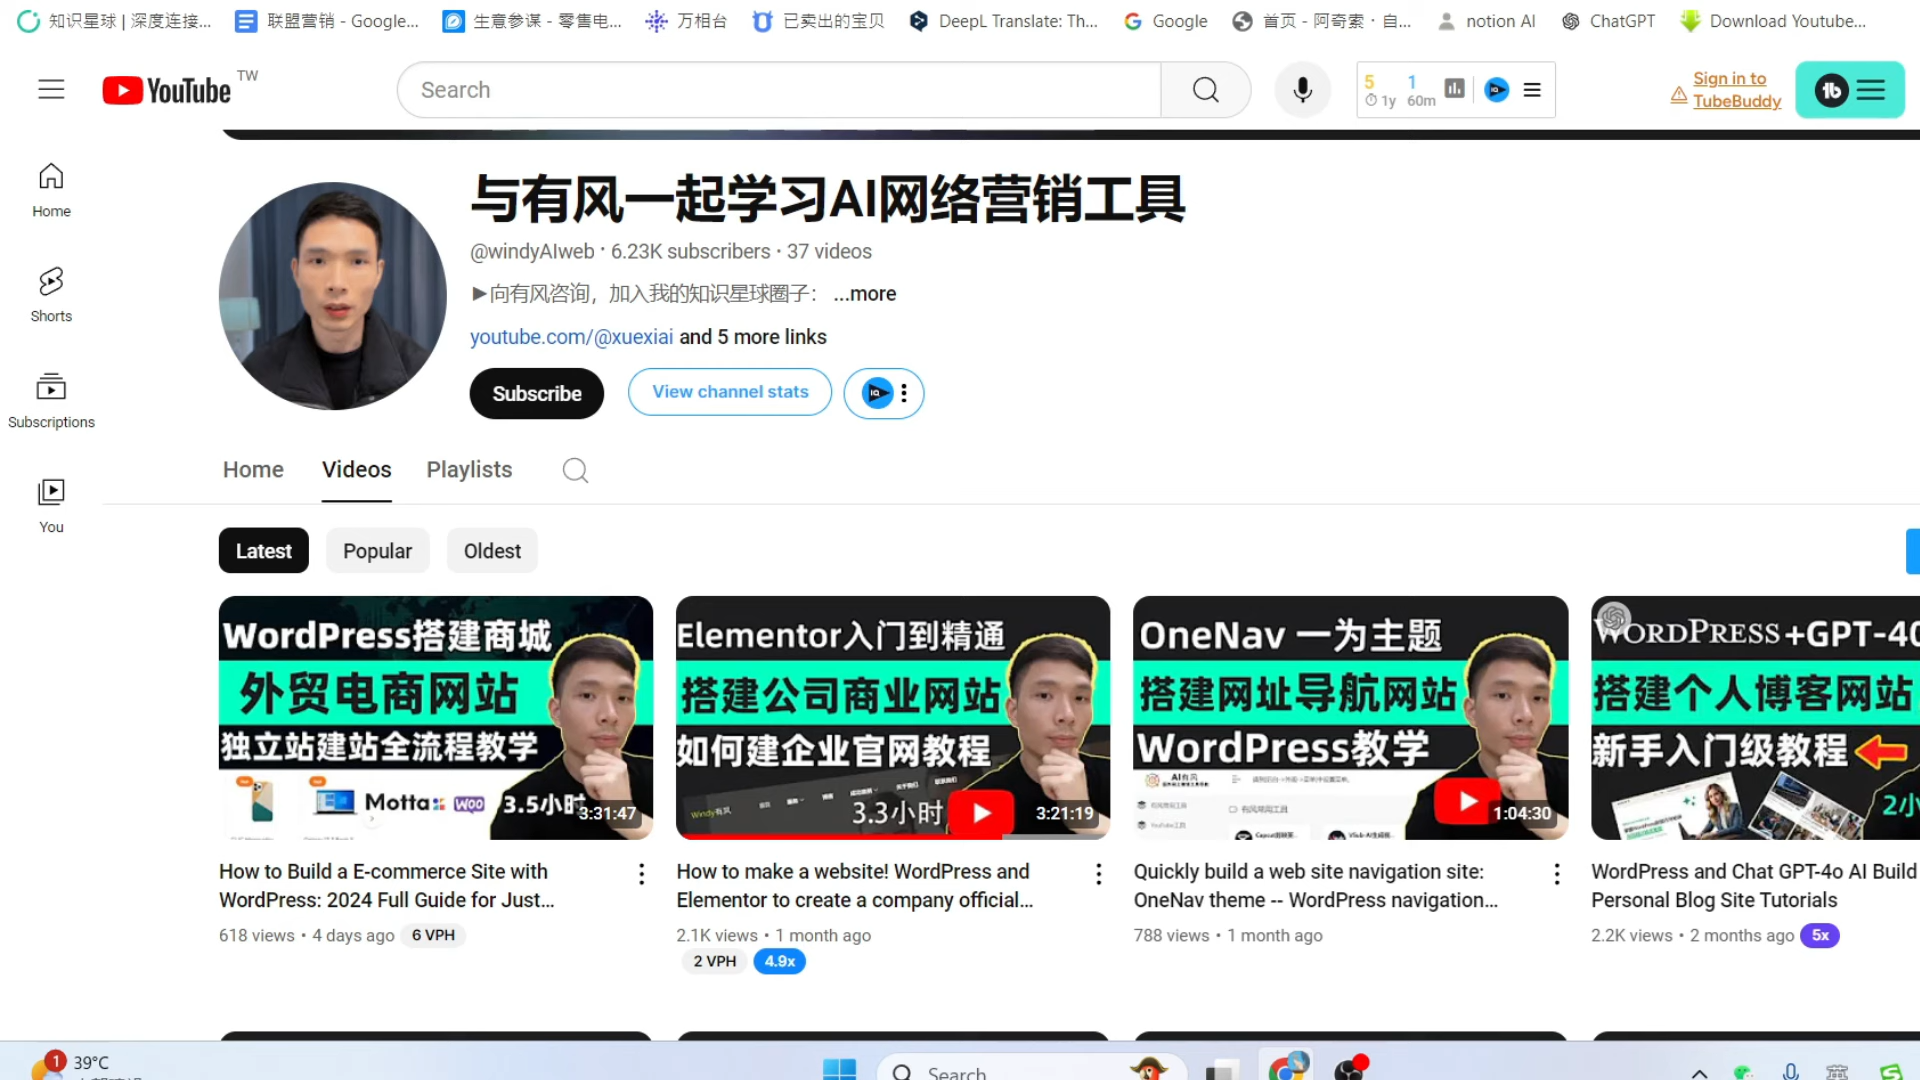 知识星球 | 深度连接...
联盟营销 - Google...
生意参谋 - 零售电...
万相台
已卖出的宝贝
DeepL Translate: Th...
Google
首页 - 阿奇索 · 自...
notion AI
ChatGPT
Download Youtube...
YouTube TW
Search
5 1
1y 60m
Sign in to
TubeBuddy
Home
Shorts
Subscriptions
You
与有风一起学习AI网络营销工具
@windyAIweb · 6.23K subscribers · 37 videos
▶向有风咨询，加入我的知识星球圈子： ...more
youtube.com/@xuexiai and 5 more links
Subscribe
View channel stats
Home
Videos
Playlists
Latest
Popular
Oldest
WordPress搭建商城
外贸电商网站
独立站建站全流程教学
Motta WOO
3.5小时
3:31:47
How to Build a E-commerce Site with
WordPress: 2024 Full Guide for Just...
618 views • 4 days ago 6 VPH
Elementor入门到精通
搭建公司商业网站
如何建企业官网教程
3.3小时
3:21:19
How to make a website! WordPress and
Elementor to create a company official...
2.1K views • 1 month ago
2 VPH 4.9x
OneNav 一为主题
搭建网址导航网站
WordPress教学
AI有风
1:04:30
Quickly build a web site navigation site:
OneNav theme -- WordPress navigation...
788 views • 1 month ago
WORDPRESS+GPT-4o
搭建个人博客网站
新手入门级教程
2小
WordPress and Chat GPT-4o AI Build
Personal Blog Site Tutorials
2.2K views • 2 months ago 5x
1
39°C
Search
英